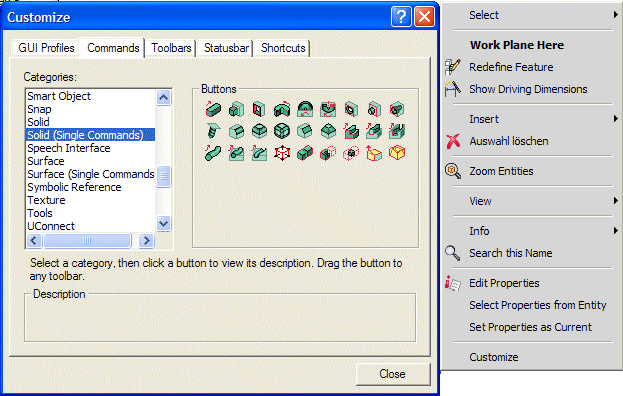 Customize
GUI Profiles Commands Toolbars Statusbar Shortcuts
Categories:
Smart Object
Snap
Solid
Solid (Single Commands)
Speech Interface
Surface
Surface (Single Commands
Symbolic Reference
Texture
Tools
UConnect
Buttons
Select a category, then click a button to view its description. Drag the button to
any toolbar.
Description
Close
Select
Work Plane Here
Redefine Feature
Show Driving Dimensions
Insert
Auswahl löschen
Zoom Entities
View
Info
Search this Name
Edit Properties
Select Properties from Entity
Set Properties as Current
Customize